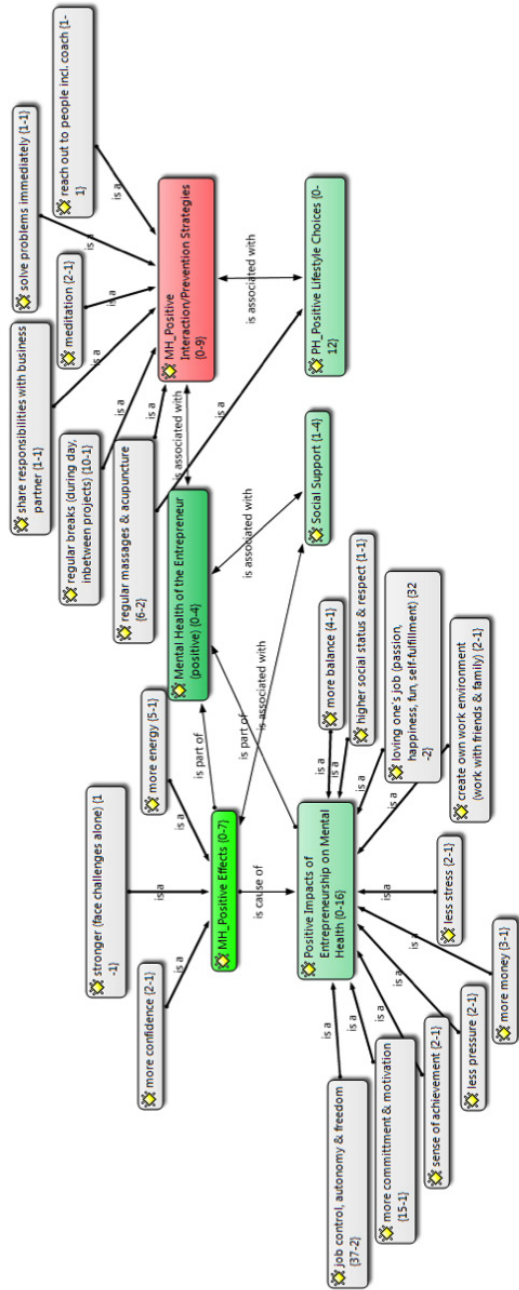 share responsibilities with business
partner {1-1}
solve problems immediately {1-1}
meditation {2-1}
reach out to people incl. coach {1-
1}
regular breaks (during day,
inbetween projects) {10-1}
regular massages & acupuncture
{6-2}
is a
is a
is a
is a
is a
is a
is a
MH_Positive
Interaction/Prevention Strategies
{0-9}
is associated with
is associated with
PH_Positive Lifestyle Choices {0-
12}
stronger (face challenges alone) {1
-1}
more confidence {2-1}
more energy {5-1}
is a
is a
is a
MH_Positive Effects {0-7}
is part of
Mental Health of the Entrepreneur
(positive) {0-4}
is cause of
is part of
is associated with
is associated with
Social Support {1-4}
Positive Impacts of
Entrepreneurship on Mental
Health {0-16}
is a
is a
is a
is a
is a
is a
is a
is a
is a
is a
more balance {4-1}
higher social status & respect {1-1}
loving one's job (passion,
happiness, fun, self-fulfillment) {32
-2}
create own work environment
(work with friends & family) {2-1}
job control, autonomy & freedom
{37-2}
more committment & motivation
{15-1}
sense of achievement {2-1}
less pressure {2-1}
more money {3-1}
less stress {2-1}